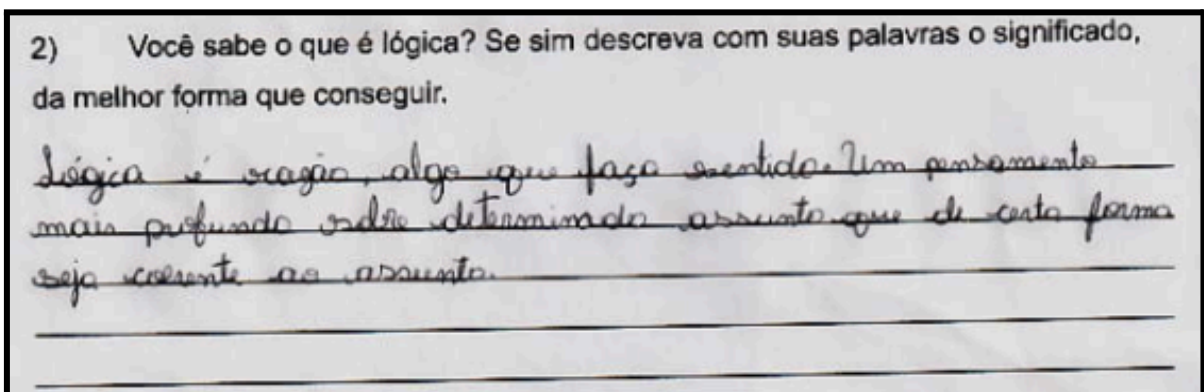 2) Você sabe o que é lógica? Se sim descreva com suas palavras o significado,
da melhor forma que conseguir.
Lógica é razão, algo que faça sentido. Um pensamento
mais profundo sobre determinado assunto que de certa forma
seja coerente ao assunto.